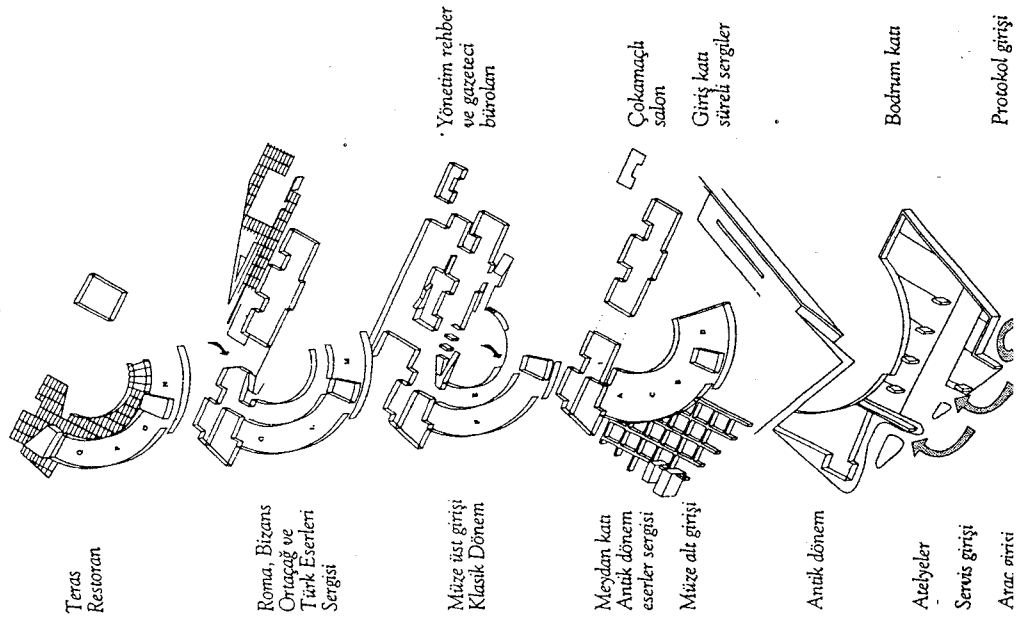 Teras
Restoran
Roma, Bizans
Ortaçağ ve
Türk Eserleri
Sergisi
Müze üst girişi
Klasik Dönem
Yönetim rehber
ve gazeteci
büroları
Meydan katı
Antik dönem
eserler sergisi
Müze alt girişi
Çokamaçlı
salon
Giriş katı
süreli sergiler
Antik dönem
Bodrum katı
Atelyeler
Servis girişi
Araç girişi
Protokol girişi
A
C
B
D